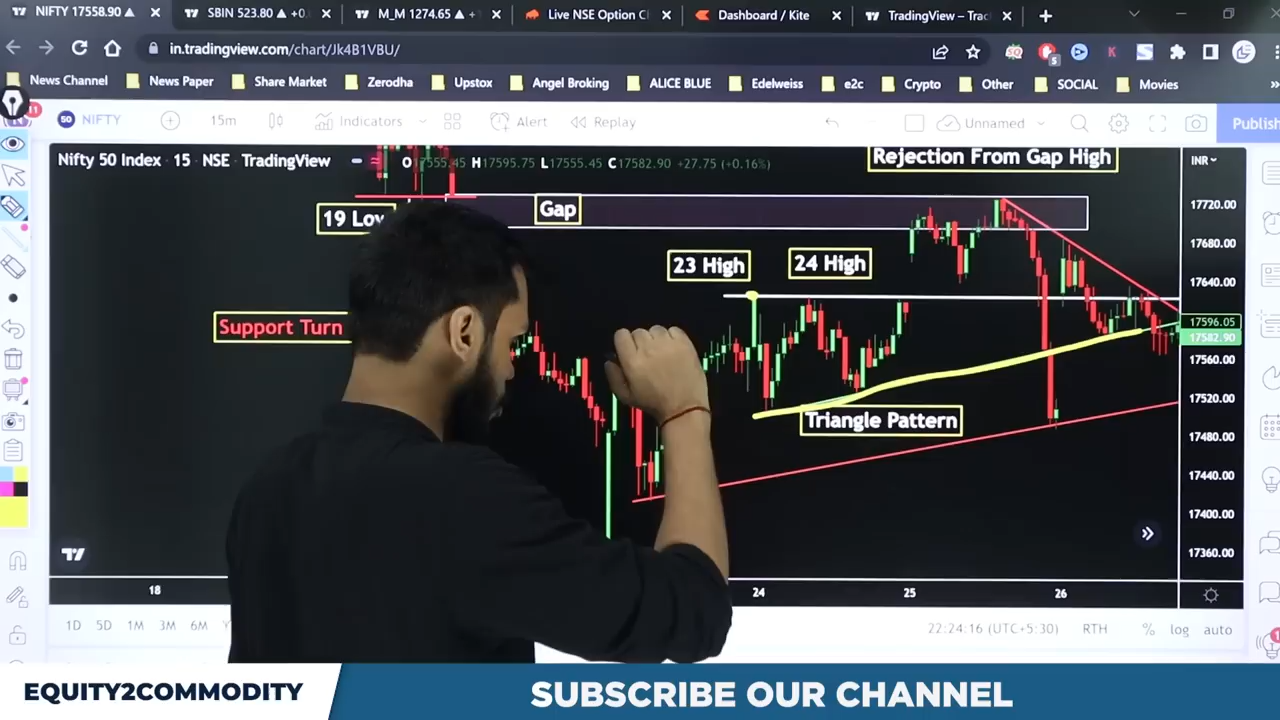 NIFTY 17558.90 ▲
SBIN 523.80 ▲ +0.
M_M 1274.65 ▲ +
Live NSE Option C
Dashboard / Kite
TradingView – Trac
in.tradingview.com/chart/Jk4B1VBU/
News Channel
News Paper
Share Market
Zerodha
Upstox
Angel Broking
ALICE BLUE
Edelweiss
e2c
Crypto
Other
SOCIAL
Movies
50 NIFTY
15m
Indicators
Alert
Replay
Unnamed
Publish
Nifty 50 Index · 15 · NSE · TradingView
O17555.45 H17595.75 L17555.45 C17582.90 +27.75 (+0.16%)
Rejection From Gap High
INR
19 Low
Gap
23 High
24 High
Support Turn
Triangle Pattern
17720.00
17680.00
17640.00
17596.05
17582.90
17560.00
17520.00
17480.00
17440.00
17400.00
17360.00
18
24
25
26
1D 5D 1M 3M 6M
22:24:16 (UTC+5:30)
RTH
% log auto
EQUITY2COMMODITY
SUBSCRIBE OUR CHANNEL